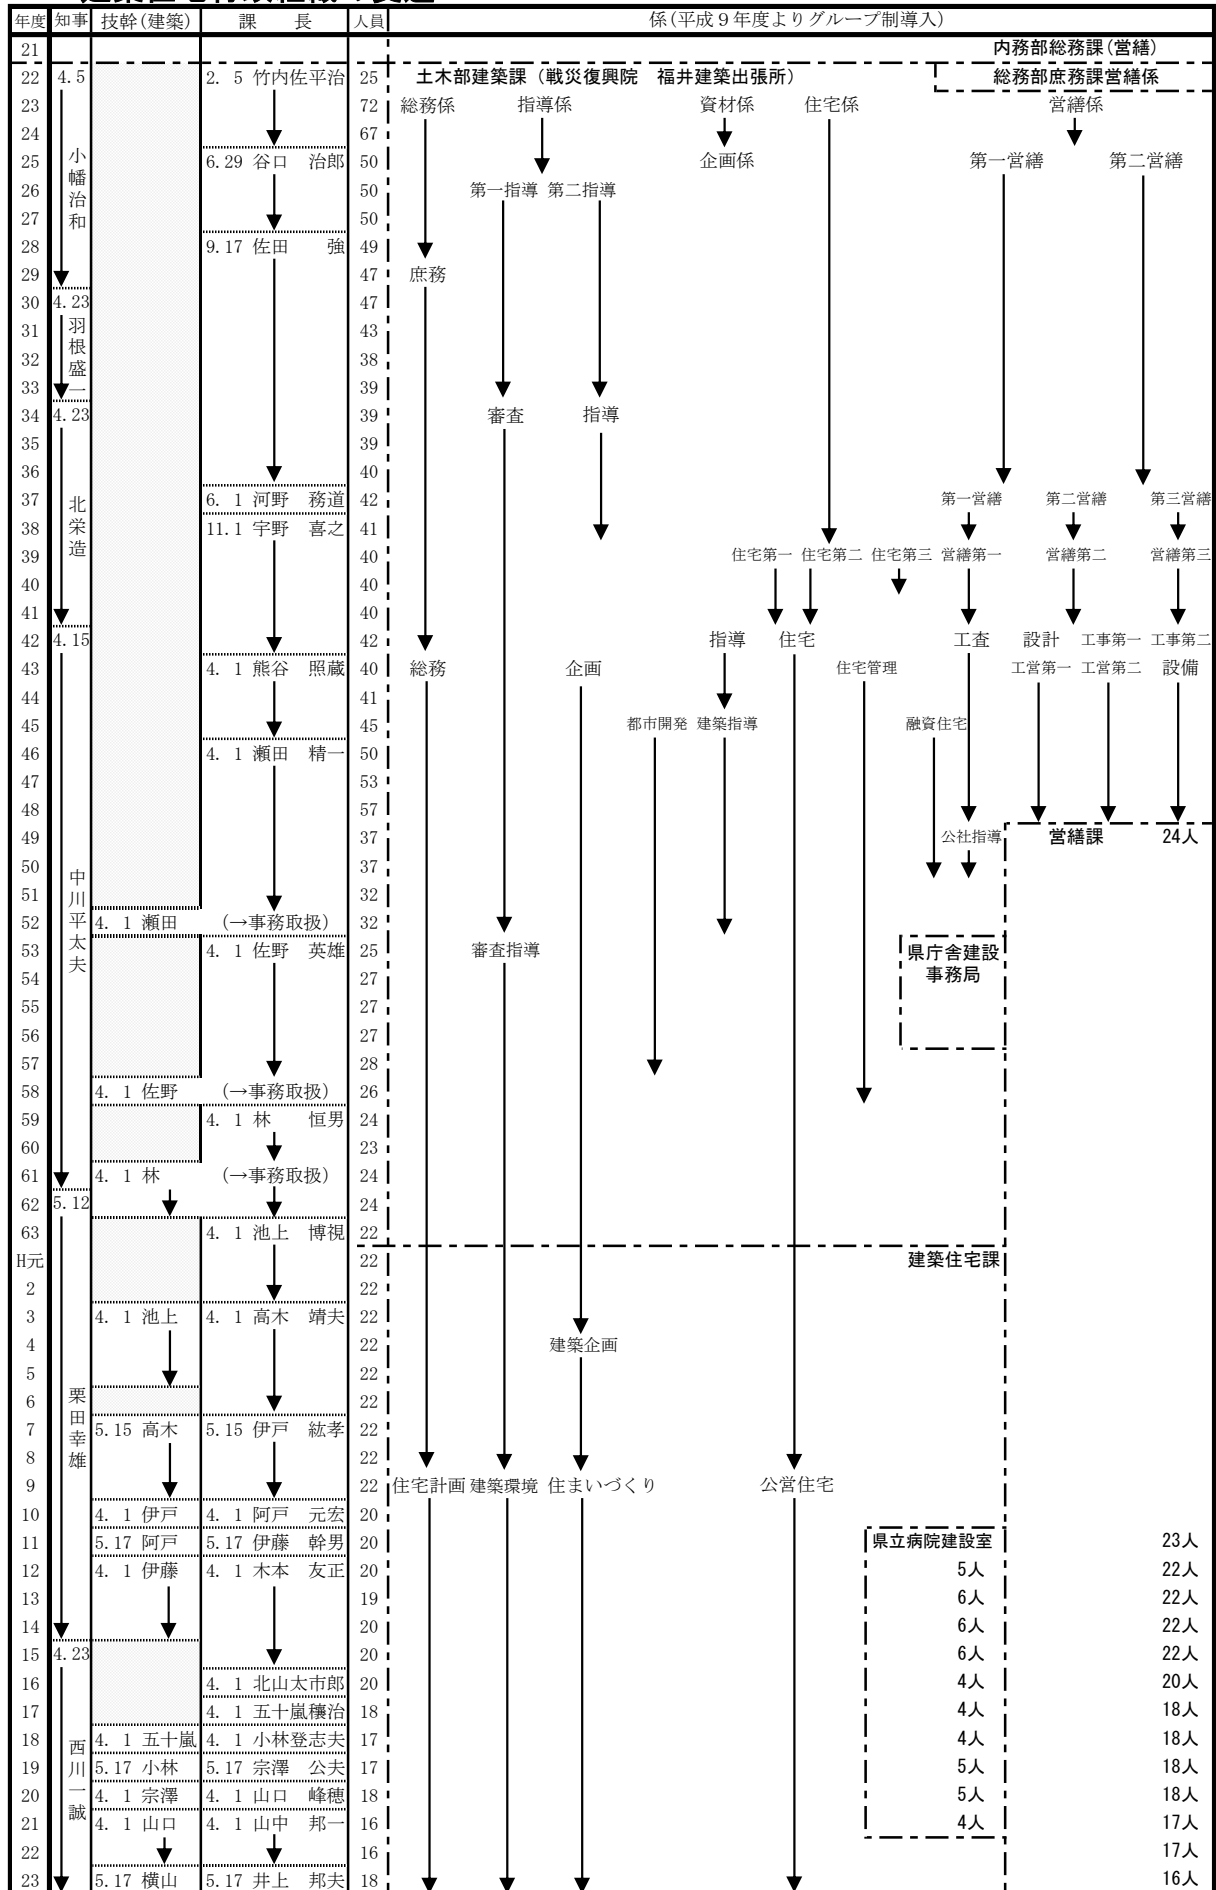 年度 知事 技幹(建築) 課　　長 人員 係(平成９年度よりグループ制導入)
21 内務部総務課(営繕)
22 4.5 2. 5 竹内佐平治 25 土木部建築課（戦災復興院　福井建築出張所） 総務部庶務課営繕係
23 72 総務係 指導係 資材係 住宅係 営繕係
24 67
25 6.29 谷口　治郎 50 企画係 第一営繕 第二営繕
小幡治和
26 50 第一指導 第二指導
27 50
28 9.17 佐田　　強 49
29 47 庶務
30 4.23 47
31 43
羽根盛一
32 38
33 39
34 4.23 39 審査 指導
35 39
36 40
37 6. 1 河野　務道 42 第一営繕 第二営繕 第三営繕
北栄造
38 11.1 宇野　喜之 41
39 40 住宅第一 住宅第二 住宅第三 営繕第一 営繕第二 営繕第三
40 40
41 40
42 4.15 42 指導 住宅 工査 設計 工事第一 工事第二
43 4. 1 熊谷　照蔵 40 総務 企画 住宅管理 工営第一 工営第二 設備
44 41
45 45 都市開発 建築指導 融資住宅
46 4. 1 瀬田　精一 50
47 53
48 57
49 37 公社指導 営繕課 24人
50 37
中川平太夫
51 32
52 4. 1 瀬田 (→事務取扱) 32
53 4. 1 佐野　英雄 25 審査指導 県庁舎建設
事務局
54 27
55 27
56 27
57 28
58 4. 1 佐野 (→事務取扱) 26
59 4. 1 林　　恒男 24
60 23
61 4. 1 林 (→事務取扱) 24
62 5.12 24
63 4. 1 池上　博視 22
H元 22 建築住宅課
2 22
3 4. 1 池上 4. 1 高木　靖夫 22
4 22 建築企画
5 22
6 22
栗田幸雄
7 5.15 高木 5.15 伊戸　紘孝 22
8 22
9 22 住宅計画 建築環境 住まいづくり 公営住宅
10 4. 1 伊戸 4. 1 阿戸　元宏 20
11 5.17 阿戸 5.17 伊藤　幹男 20 県立病院建設室 23人
12 4. 1 伊藤 4. 1 木本　友正 20 5人 22人
13 19 6人 22人
14 20 6人 22人
15 4.23 20 6人 22人
16 4. 1 北山太市郎 20 4人 20人
17 4. 1 五十嵐穰治 18 4人 18人
18 4. 1 五十嵐 4. 1 小林登志夫 17 4人 18人
西川一誠
19 5.17 小林 5.17 宗澤　公夫 17 5人 18人
20 4. 1 宗澤 4. 1 山口　峰穂 18 5人 18人
21 4. 1 山口 4. 1 山中　邦一 16 4人 17人
22 16 17人
23 5.17 横山 5.17 井上　邦夫 18 16人